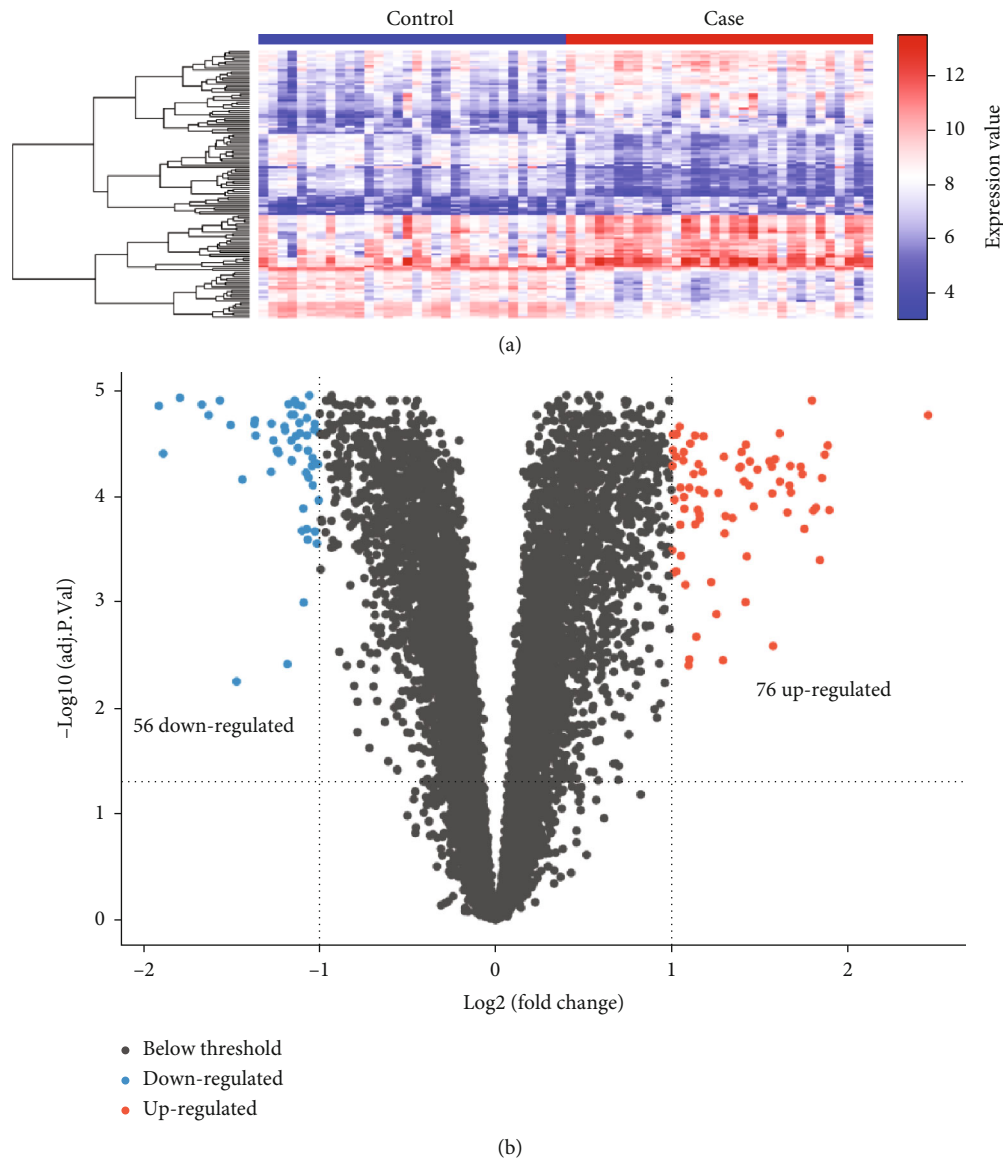 Control Case
12
10
8
6
4
Expression value
(a)
5
4
3
2
1
0
−Log10 (adj.P.Val)
56 down-regulated
76 up-regulated
−2 −1 0 1 2
Log2 (fold change)
Below threshold
Down-regulated
Up-regulated
(b)